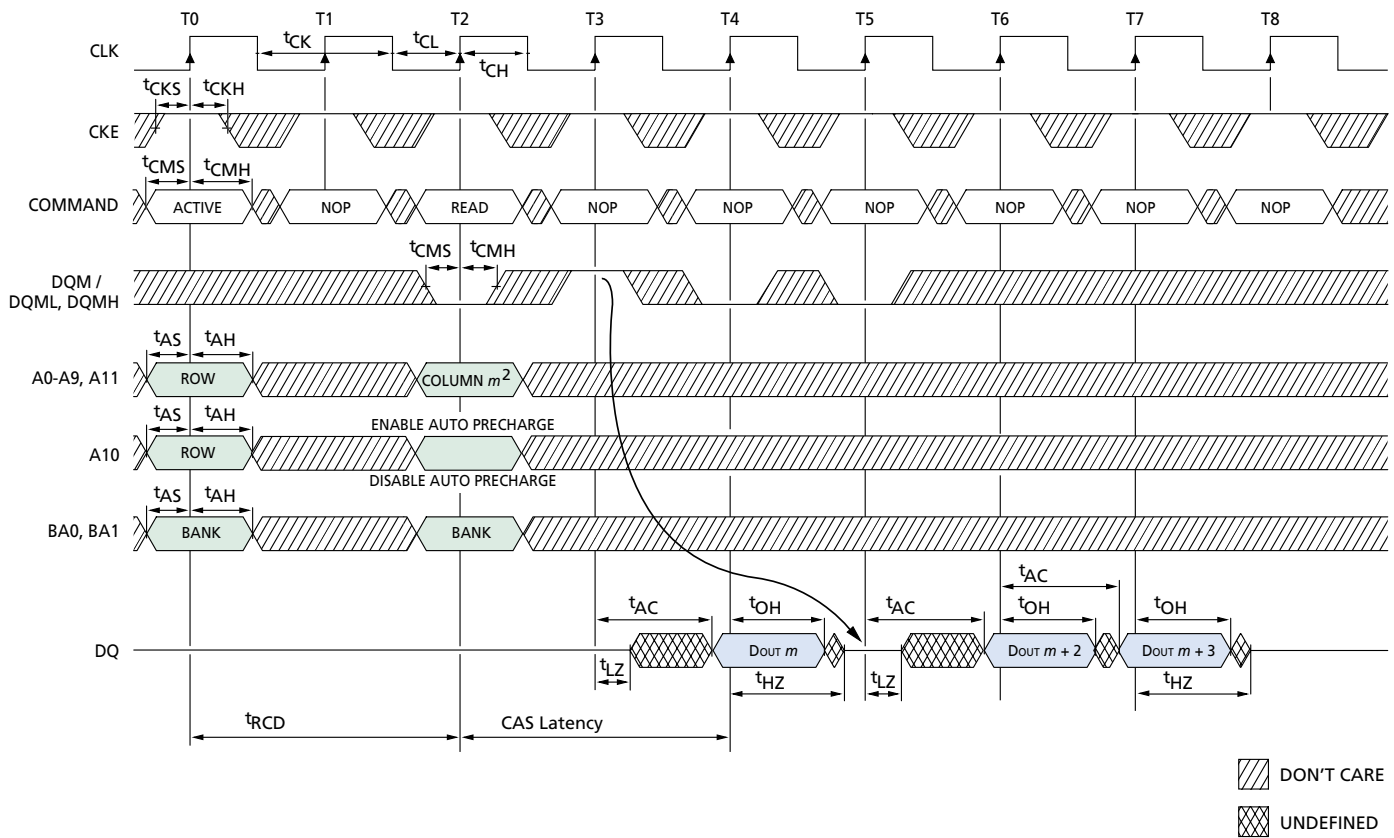 T0 T1 T2 T3 T4 T5 T6 T7 T8
CLK tCK tCL tCH
tCKS tCKH
CKE
tCMS tCMH
COMMAND ACTIVE NOP READ NOP NOP NOP NOP NOP NOP
tCMS tCMH
DQM /
DQML, DQMH
tAS tAH
A0-A9, A11 ROW COLUMN m2
tAS tAH ENABLE AUTO PRECHARGE
A10 ROW
DISABLE AUTO PRECHARGE
tAS tAH
BA0, BA1 BANK BANK
tAC
tAC tOH tAC tOH tOH
DQ DOUT m DOUT m + 2 DOUT m + 3
tLZ tHZ tLZ tHZ
tRCD CAS Latency
DON'T CARE
UNDEFINED